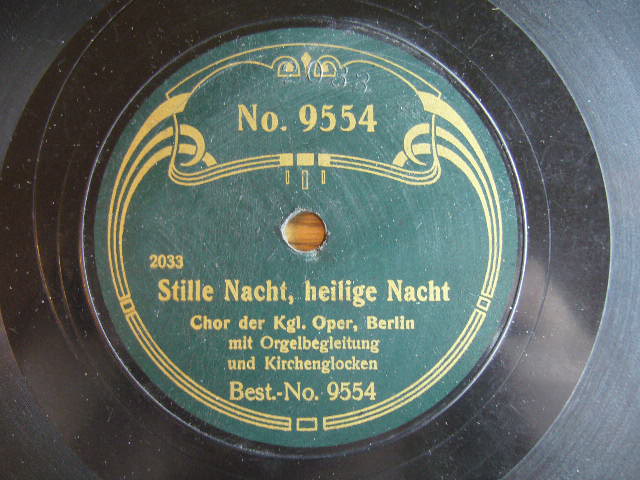 2033
No. 9554
2033
Stille Nacht, heilige Nacht
Chor der Kgl. Oper, Berlin
mit Orgelbegleitung
und Kirchenglocken
Best.-No. 9554